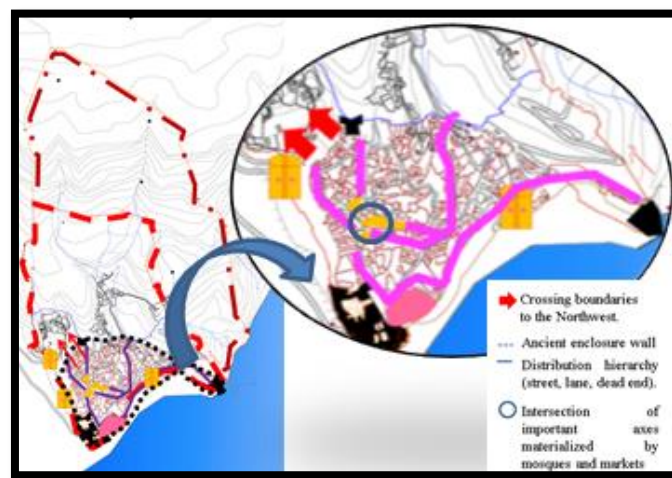 Crossing boundaries
to the Northwest.
Ancient enclosure wall
Distribution hierarchy
(street, lane, dead end).
Intersection of
important axes
materialized by
mosques and markets